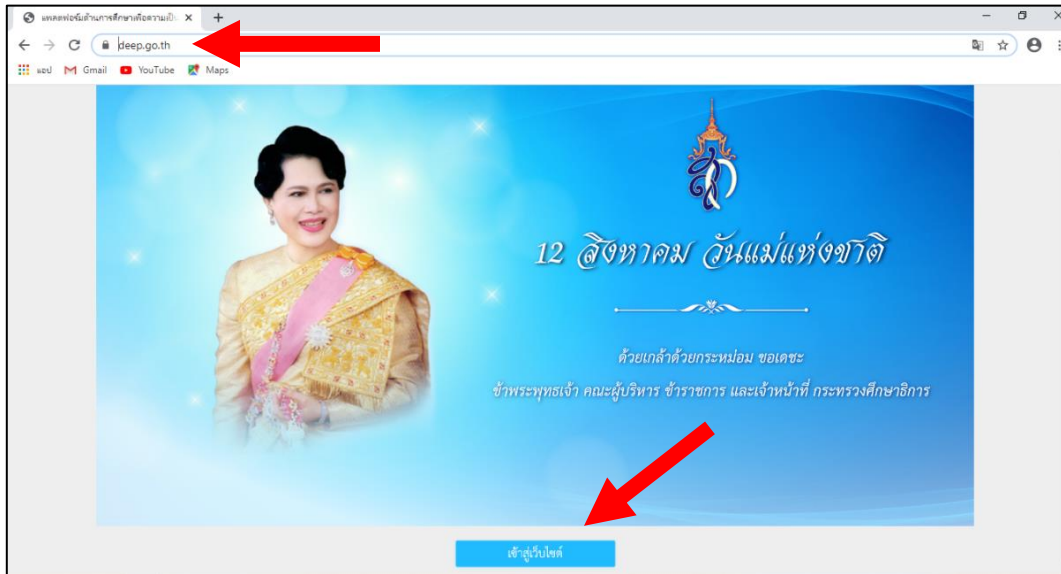 แพลตฟอร์มด้านการศึกษาเพื่อความเป็น
deep.go.th
แอป Gmail YouTube Maps
12 สิงหาคม วันแม่แห่งชาติ
ด้วยเกล้าด้วยกระหม่อม ขอเดชะ
ข้าพระพุทธเจ้า คณะผู้บริหาร ข้าราชการ และเจ้าหน้าที่ กระทรวงศึกษาธิการ
เข้าสู่เว็บไซต์